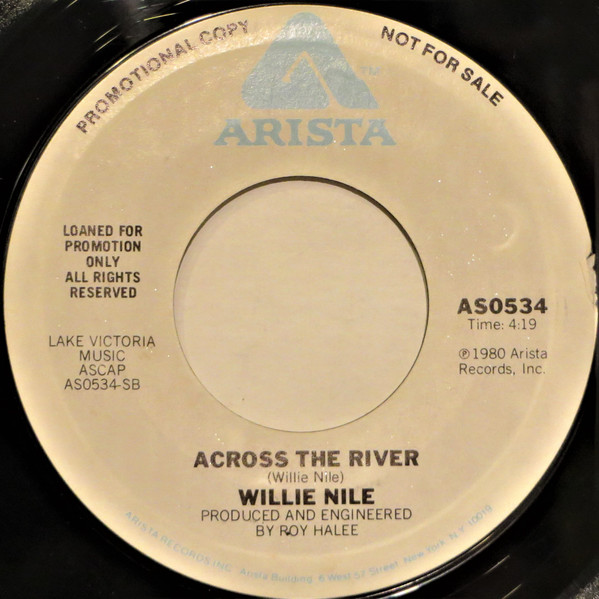 PROMOTIONAL COPY
NOT FOR SALE
TM
ARISTA
LOANED FOR
PROMOTION
ONLY
ALL RIGHTS
RESERVED
LAKE VICTORIA
MUSIC
ASCAP
AS0534-SB
AS0534
Time: 4:19
℗ 1980 Arista
Records, Inc.
ACROSS THE RIVER
(Willie Nile)
WILLIE NILE
PRODUCED AND ENGINEERED
BY ROY HALEE
ARISTA RECORDS INC. Arista Building 6 West 57 Street New York, N.Y. 10019